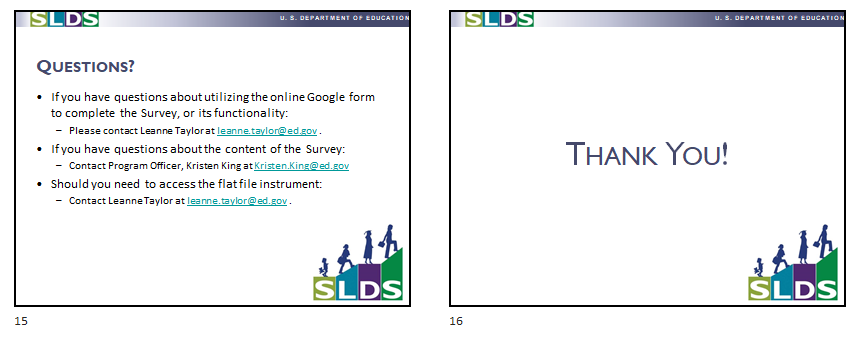 SLDS
U. S. DEPARTMENT OF EDUCATION
QUESTIONS?
• If you have questions about utilizing the online Google form
to complete the Survey, or its functionality:
– Please contact Leanne Taylor at leanne.taylor@ed.gov .
• If you have questions about the content of the Survey:
– Contact Program Officer, Kristen King at Kristen.King@ed.gov
• Should you need to access the flat file instrument:
– Contact Leanne Taylor at leanne.taylor@ed.gov .
SLDS
15
SLDS
U. S. DEPARTMENT OF EDUCATION
THANK YOU!
SLDS
16